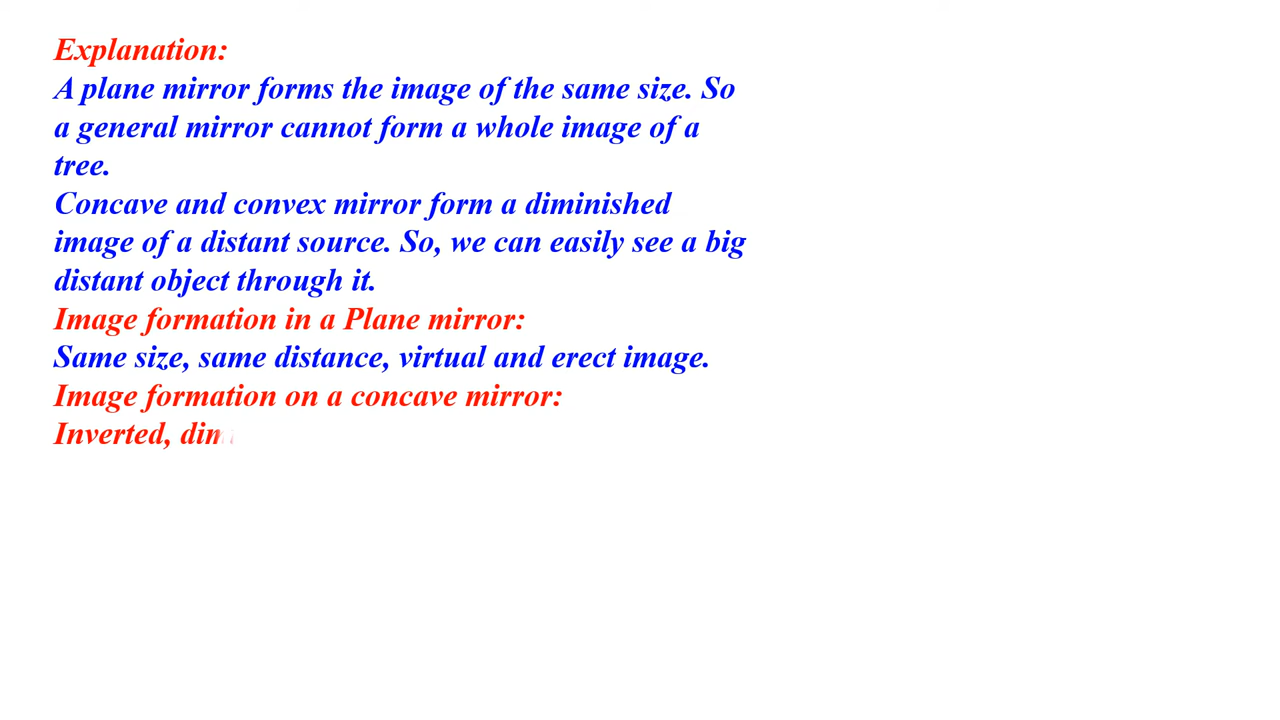 Explanation:
A plane mirror forms the image of the same size. So
a general mirror cannot form a whole image of a
tree.
Concave and convex mirror form a diminished
image of a distant source. So, we can easily see a big
distant object through it.
Image formation in a Plane mirror:
Same size, same distance, virtual and erect image.
Image formation on a concave mirror:
Inverted,